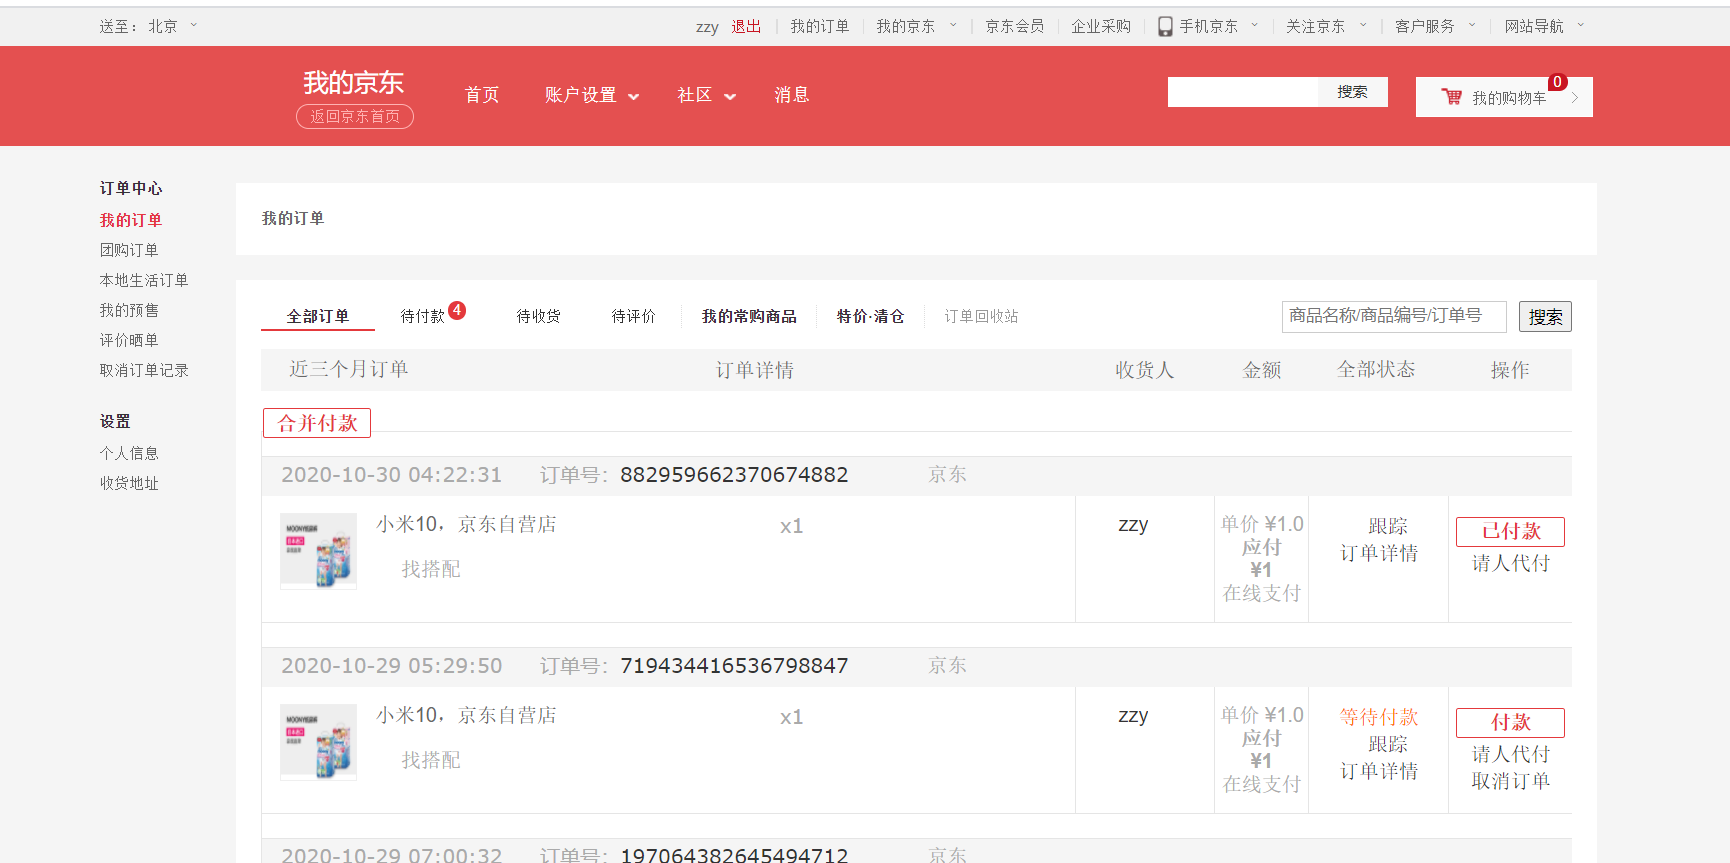 送至： 北京
zzy 退出 我的订单 我的京东 京东会员 企业采购 手机京东 关注京东 客户服务 网站导航
我的京东
返回京东首页
首页 账户设置 社区 消息
搜索
我的购物车 0
订单中心
我的订单
团购订单
本地生活订单
我的预售
评价晒单
取消订单记录
设置
个人信息
收货地址
我的订单
全部订单 待付款 4 待收货 待评价 我的常购商品 特价·清仓 订单回收站
商品名称/商品编号/订单号 搜索
近三个月订单 订单详情 收货人 金额 全部状态 操作
合并付款
2020-10-30 04:22:31 订单号: 882959662370674882 京东
小米10，京东自营店 x1 zzy
找搭配
单价 ¥1.0
应付
¥1
在线支付
跟踪
订单详情
已付款
请人代付
2020-10-29 05:29:50 订单号: 719434416536798847 京东
小米10，京东自营店 x1 zzy
找搭配
单价 ¥1.0
应付
¥1
在线支付
等待付款
跟踪
订单详情
付款
请人代付
取消订单
2020-10-29 07:00:32 订单号: 197064382645494712 京东